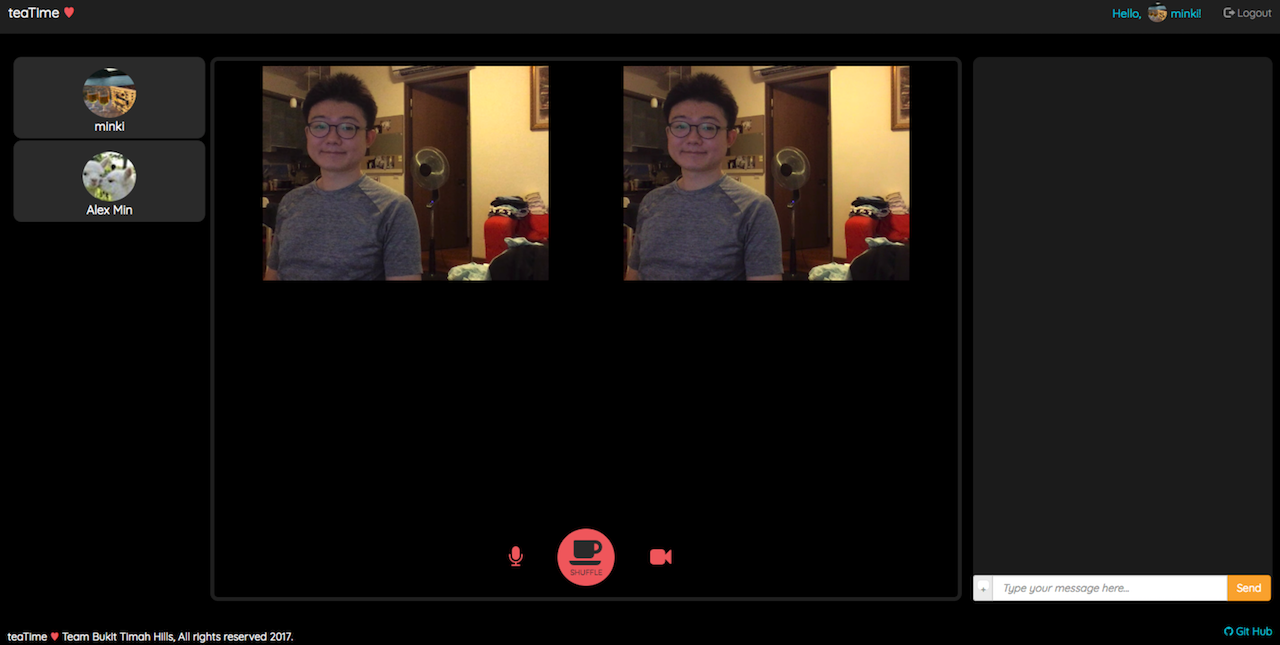 teaTime ♥
Hello, minki!
Logout
minki
Alex Min
SHUFFLE
+
Type your message here...
Send
teaTime ♥ Team Bukit Timah Hills, All rights reserved 2017.
Git Hub